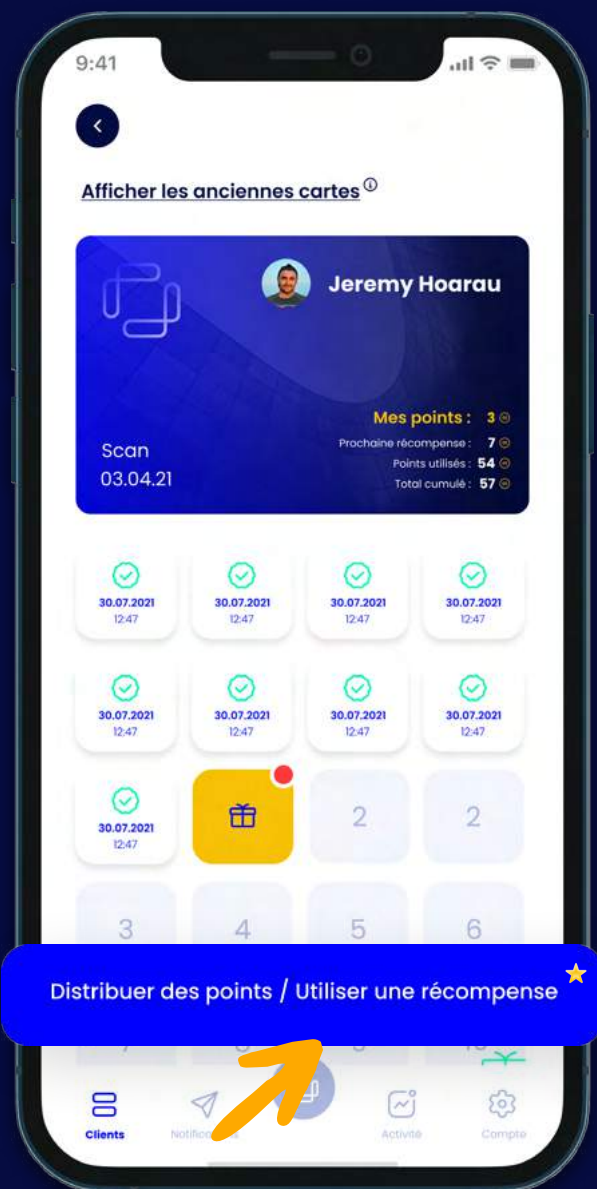 9:41
Afficher les anciennes cartes
Jeremy Hoarau
Mes points : 3
Prochaine récompense : 7
Points utilisés : 54
Total cumulé : 57
Scan
03.04.21
30.07.2021 30.07.2021 30.07.2021 30.07.2021
12:47 12:47 12:47 12:47
30.07.2021 30.07.2021 30.07.2021 30.07.2021
12:47 12:47 12:47 12:47
30.07.2021
12:47
2 2
3 4 5 6
Distribuer des points / Utiliser une récompense
Clients Activité Compte